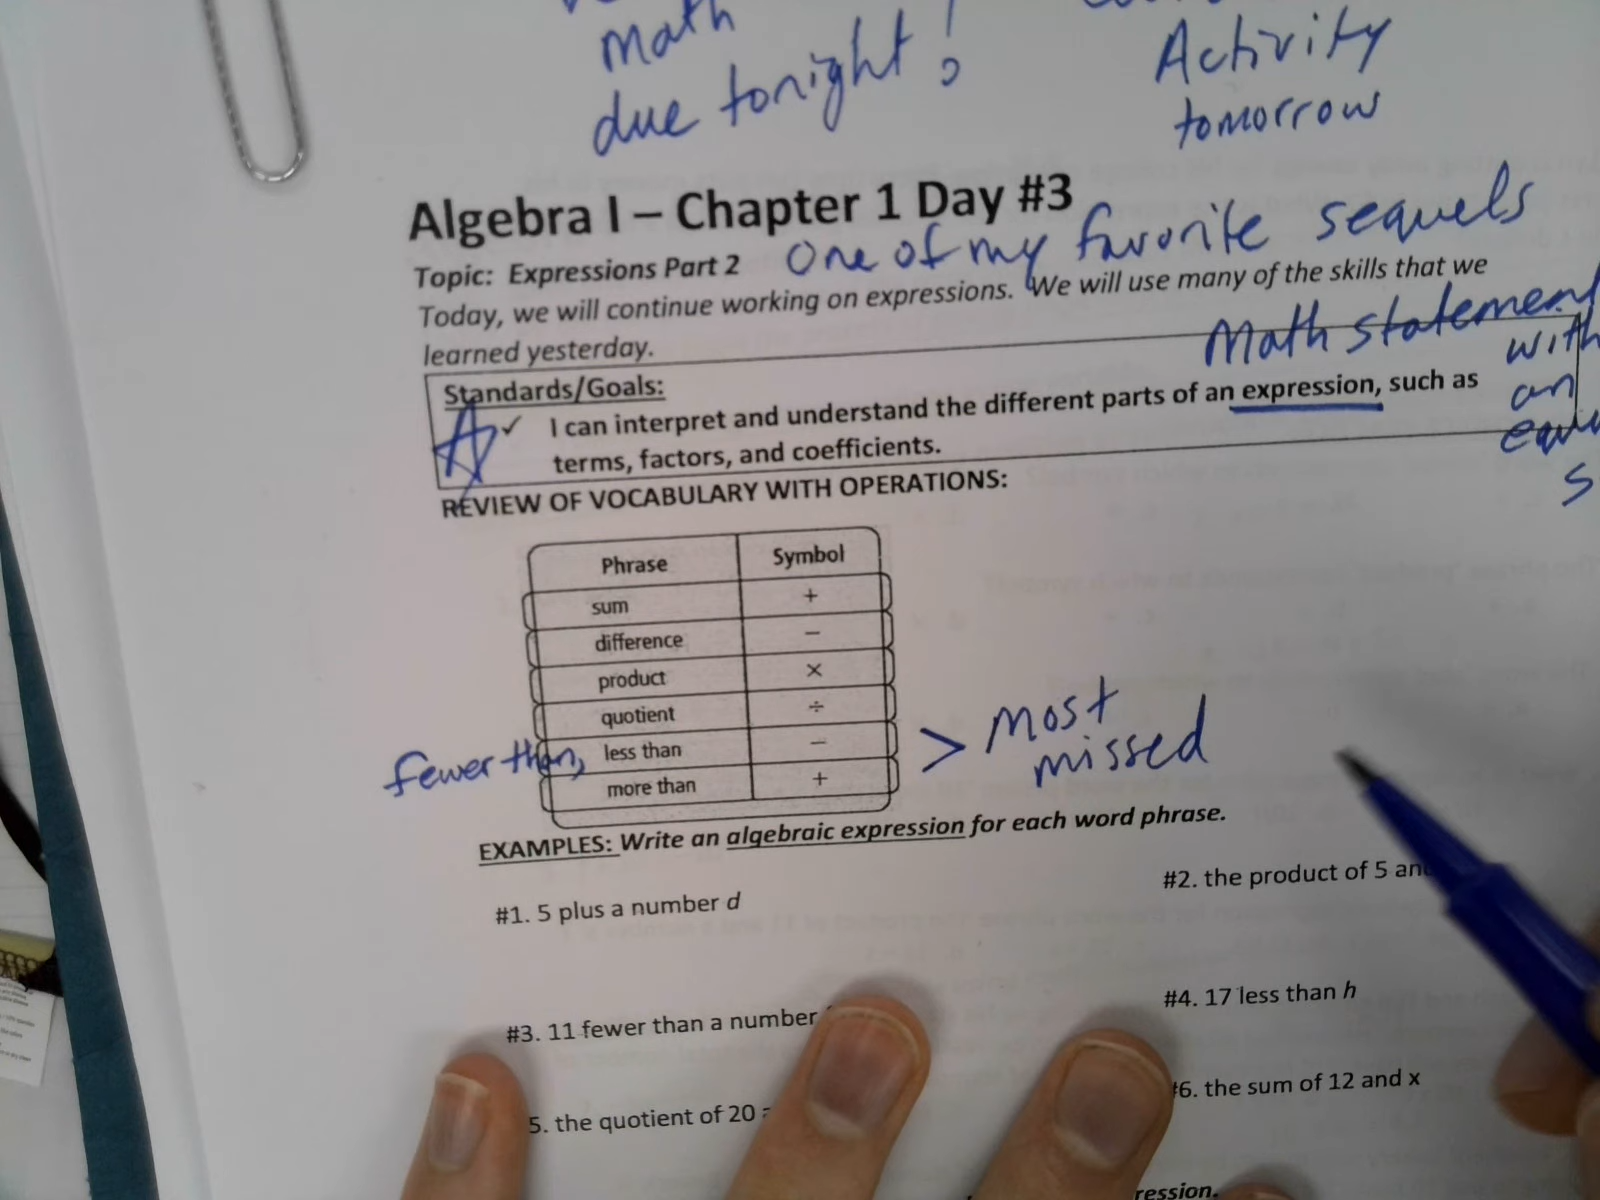 math
due tonight!
Activity
tomorrow
Algebra I – Chapter 1 Day #3
Topic: Expressions Part 2
One of my favorite sequels
Today, we will continue working on expressions. We will use many of the skills that we
learned yesterday.
Math statement
with
an
Standards/Goals:
✓ I can interpret and understand the different parts of an expression, such as
terms, factors, and coefficients.
REVIEW OF VOCABULARY WITH OPERATIONS:
Phrase Symbol
sum +
difference −
product ×
quotient ÷
fewer than, less than −
more than +
> most
missed
EXAMPLES: Write an algebraic expression for each word phrase.
#1. 5 plus a number d
#2. the product of 5 and
#3. 11 fewer than a number
#4. 17 less than h
5. the quotient of 20
#6. the sum of 12 and x
ression.